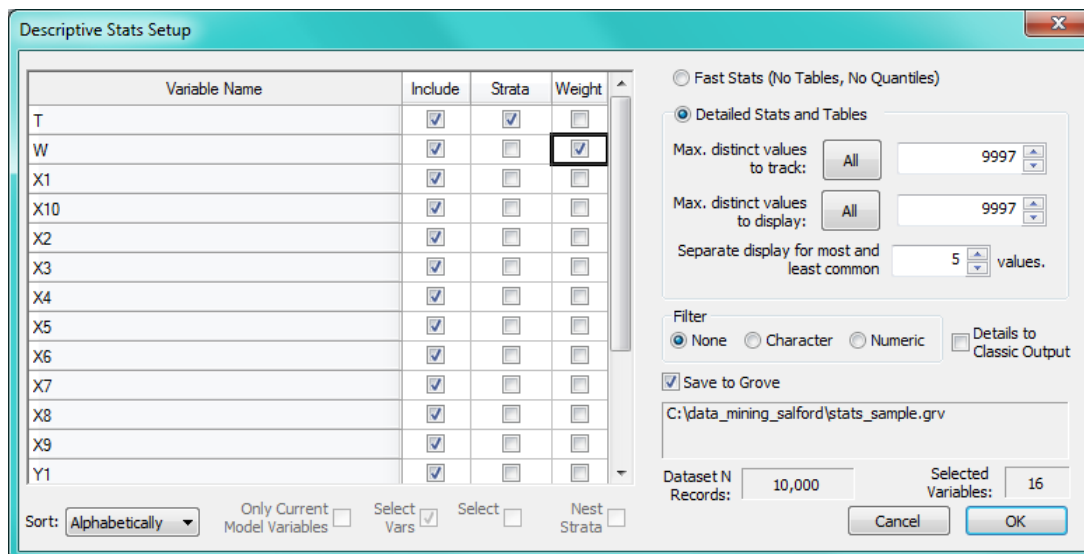 Descriptive Stats Setup
x
Variable Name Include Strata Weight
T
W
X1
X10
X2
X3
X4
X5
X6
X7
X8
X9
Y1
Sort: Alphabetically
Only Current
Model Variables
Select
Vars
Select
Nest
Strata
Fast Stats (No Tables, No Quantiles)
Detailed Stats and Tables
Max. distinct values
to track:
All
9997
Max. distinct values
to display:
All
9997
Separate display for most and
least common
5
values.
Filter
None Character Numeric
Details to
Classic Output
Save to Grove
C:\data_mining_salford\stats_sample.grv
Dataset N
Records:
10,000
Selected
Variables:
16
Cancel
OK